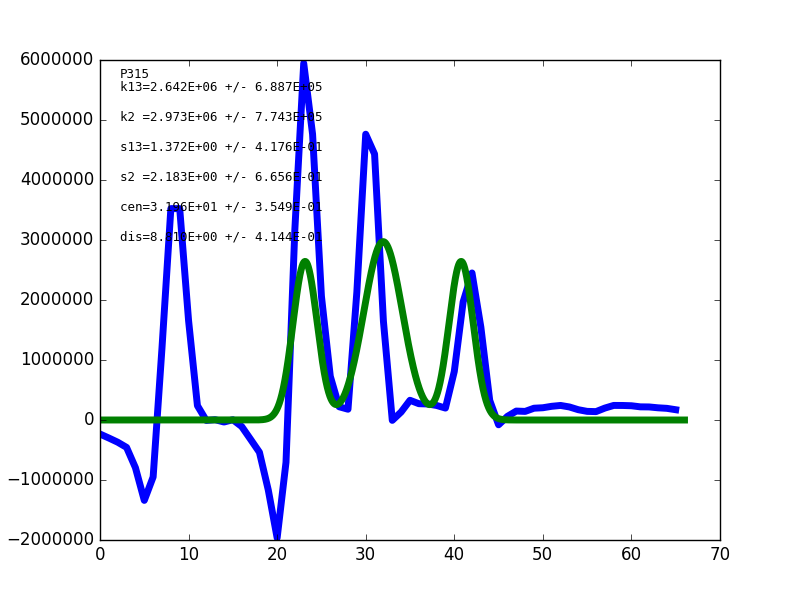 P315
k13=2.642E+06 +/- 6.887E+05
k2 =2.973E+06 +/- 7.743E+05
s13=1.372E+00 +/- 4.176E-01
s2 =2.183E+00 +/- 6.656E-01
+/- 3.549E-01
+/- 4.144E-01
6000000
5000000
4000000
3000000
2000000
1000000
0
−1000000
−2000000
0 10 20 30 40 50 60 70